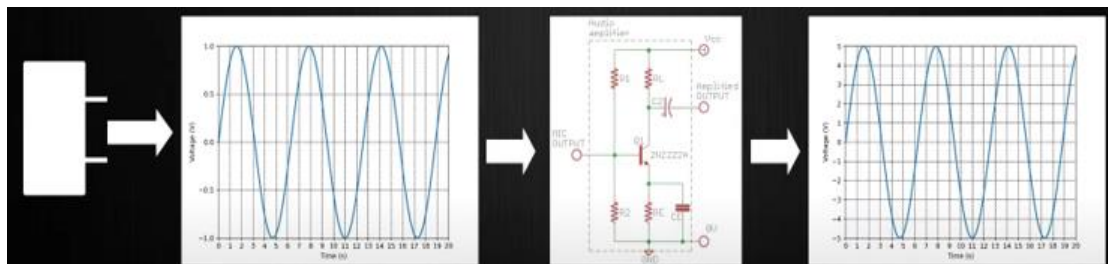 1.0
0.5
0.0
−0.5
−1.0
Voltage (V)
0 1 2 3 4 5 6 7 8 9 10 11 12 13 14 15 16 17 18 19 20
Time (s)
Audio
amplifier
Vcc
R1
RL
Amplified
OUTPUT
C2
MIC
OUTPUT
Q1
2N2222A
R2
RE
C1
0V
GND
5
4
3
2
1
0
−1
−2
−3
−4
−5
Voltage (V)
0 1 2 3 4 5 6 7 8 9 10 11 12 13 14 15 16 17 18 19 20
Time (s)